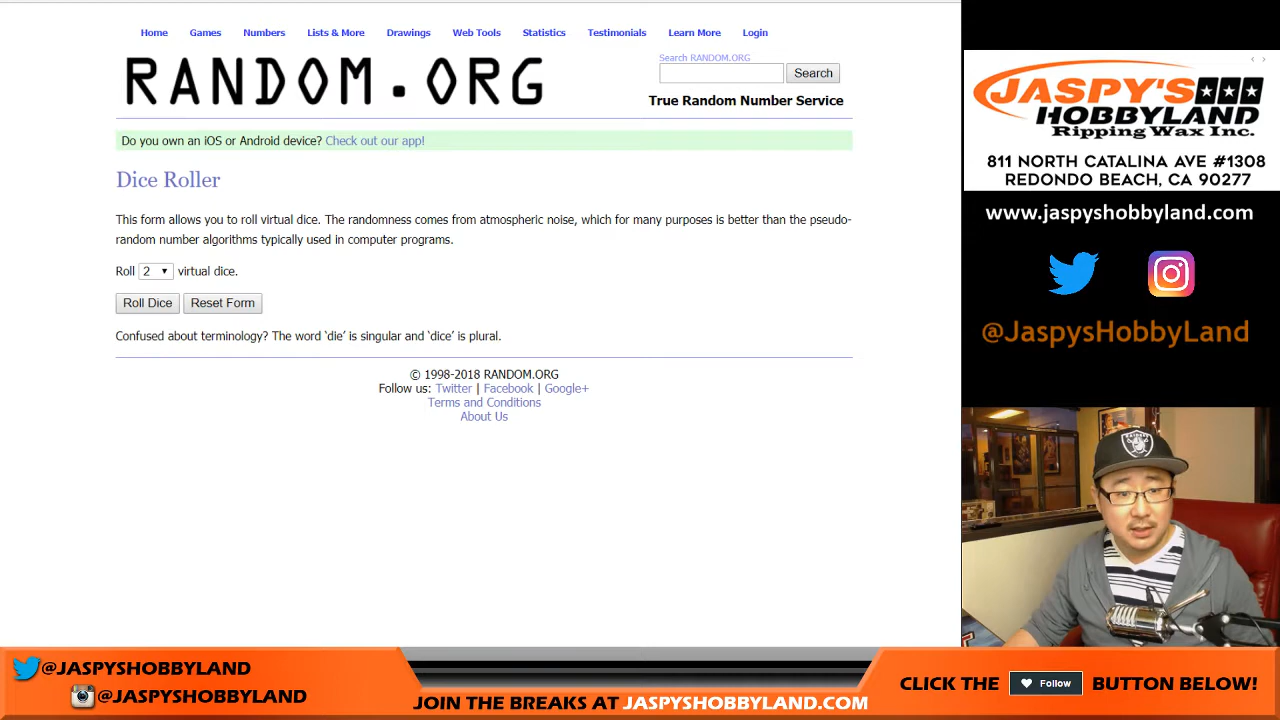 Home Games Numbers Lists & More Drawings Web Tools Statistics Testimonials Learn More Login
RANDOM.ORG
Search RANDOM.ORG
Search
True Random Number Service
Do you own an iOS or Android device? Check out our app!
Dice Roller
This form allows you to roll virtual dice. The randomness comes from atmospheric noise, which for many purposes is better than the pseudo-
random number algorithms typically used in computer programs.
Roll 2 virtual dice.
Roll Dice Reset Form
Confused about terminology? The word ‘die’ is singular and ‘dice’ is plural.
© 1998-2018 RANDOM.ORG
Follow us: Twitter | Facebook | Google+
Terms and Conditions
About Us
JASPY'S
HOBBYLAND
Ripping Wax Inc.
811 NORTH CATALINA AVE #1308
REDONDO BEACH, CA 90277
www.jaspyshobbyland.com
@JaspysHobbyLand
RAIDERS
@JASPYSHOBBYLAND
@JASPYSHOBBYLAND
JOIN THE BREAKS AT JASPYSHOBBYLAND.COM
CLICK THE Follow BUTTON BELOW!